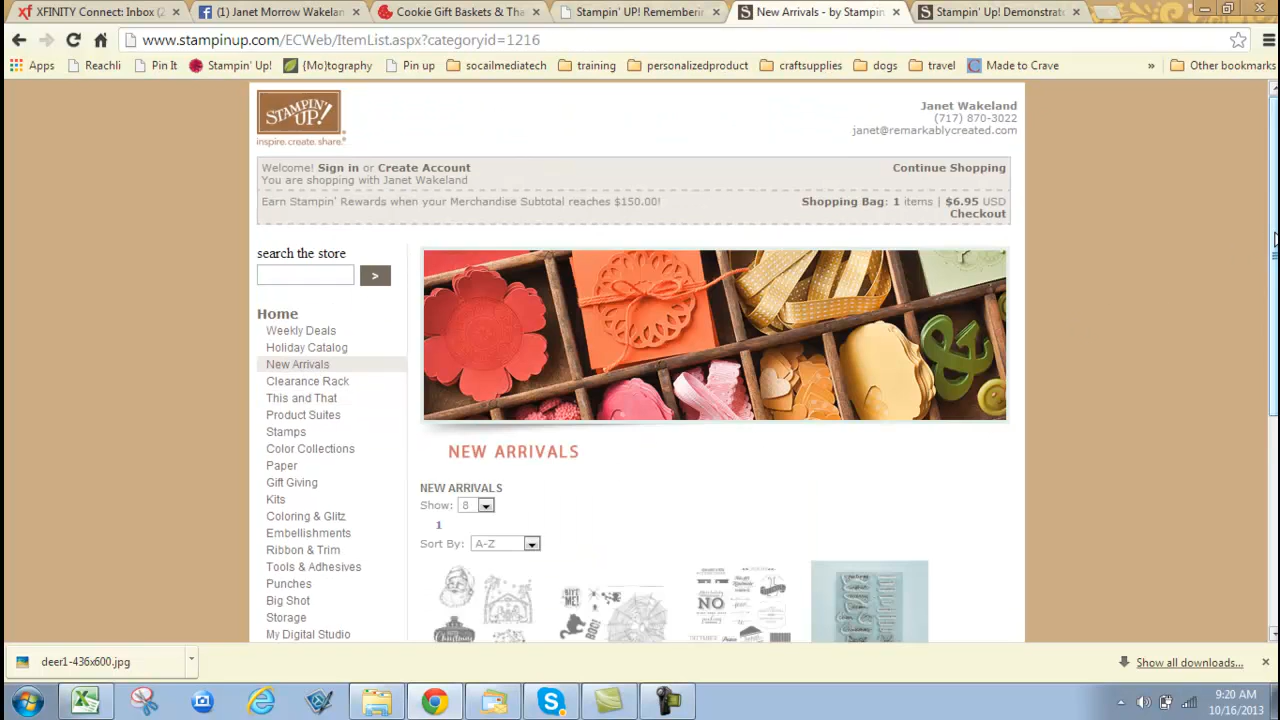 XFINITY Connect: Inbox (2
(1) Janet Morrow Wakelan
Cookie Gift Baskets & Tha
Stampin' UP! Rememberin
New Arrivals - by Stampin
Stampin' Up! Demonstrato
www.stampinup.com/ECWeb/ItemList.aspx?categoryid=1216
Apps Reachli Pin It Stampin' Up! (Mo)tography Pin up socailmediatech training personalizedproduct craftsupplies dogs travel Made to Crave » Other bookmarks
STAMPIN' UP!
inspire. create. share.
Janet Wakeland
(717) 870-3022
janet@remarkablycreated.com
Welcome! Sign in or Create Account
Continue Shopping
You are shopping with Janet Wakeland
Earn Stampin' Rewards when your Merchandise Subtotal reaches $150.00!
Shopping Bag: 1 items | $6.95 USD
Checkout
search the store
>
Home
Weekly Deals
Holiday Catalog
New Arrivals
Clearance Rack
This and That
Product Suites
Stamps
Color Collections
Paper
Gift Giving
Kits
Coloring & Glitz
Embellishments
Ribbon & Trim
Tools & Adhesives
Punches
Big Shot
Storage
My Digital Studio
NEW ARRIVALS
NEW ARRIVALS
Show: 8
1
Sort By: A-Z
NO
deer1-436x600.jpg
Show all downloads...
9:20 AM
10/16/2013